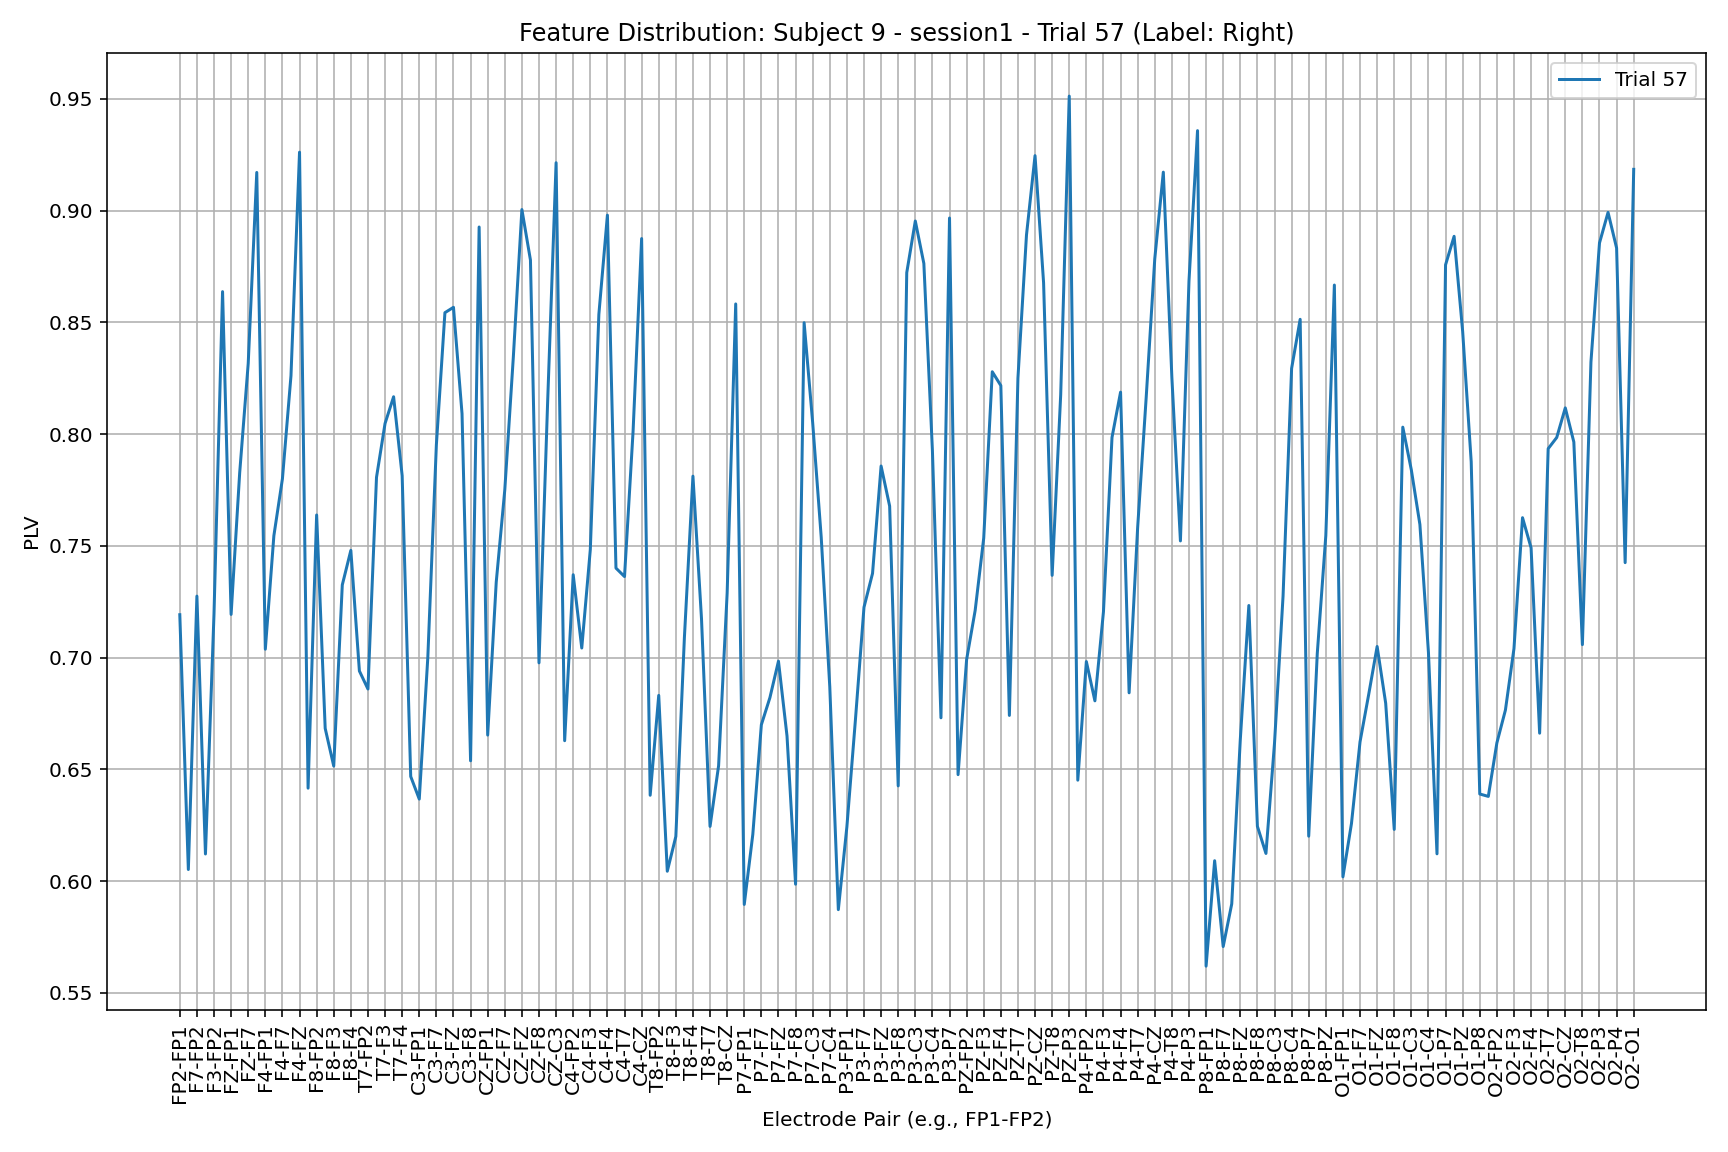 Feature Distribution: Subject 9 - session1 - Trial 57 (Label: Right)
Trial 57
0.95
0.90
0.85
0.80
0.75
0.70
0.65
0.60
0.55
PLV
FP2-FP1
F7-FP2
F3-FP2
FZ-FP1
FZ-F7
F4-FP1
F4-F7
F4-FZ
F8-FP2
F8-F3
F8-F4
T7-FP2
T7-F3
T7-F4
C3-FP1
C3-F7
C3-FZ
C3-F8
CZ-FP1
CZ-F7
CZ-FZ
CZ-F8
CZ-C3
C4-FP2
C4-F3
C4-F4
C4-T7
C4-CZ
T8-FP2
T8-F3
T8-F4
T8-T7
T8-CZ
P7-FP1
P7-F7
P7-FZ
P7-F8
P7-C3
P7-C4
P3-FP1
P3-F7
P3-FZ
P3-F8
P3-C3
P3-C4
P3-P7
PZ-FP2
PZ-F3
PZ-F4
PZ-T7
PZ-CZ
PZ-T8
PZ-P3
P4-FP2
P4-F3
P4-F4
P4-T7
P4-CZ
P4-T8
P4-P3
P8-FP1
P8-F7
P8-FZ
P8-F8
P8-C3
P8-C4
P8-P7
P8-PZ
O1-FP1
O1-F7
O1-FZ
O1-F8
O1-C3
O1-C4
O1-P7
O1-PZ
O1-P8
O2-FP2
O2-F3
O2-F4
O2-T7
O2-CZ
O2-T8
O2-P3
O2-P4
O2-O1
Electrode Pair (e.g., FP1-FP2)